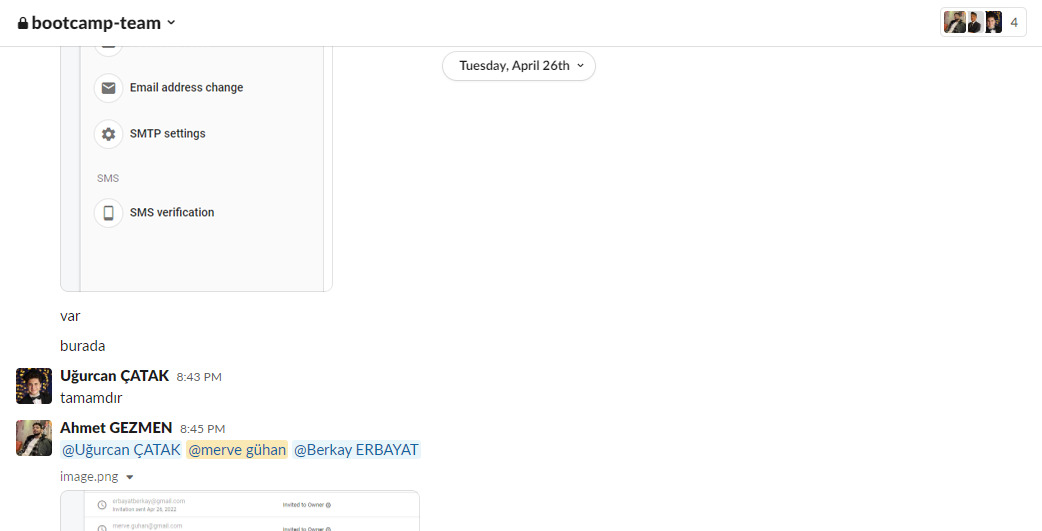 bootcamp-team
4
Tuesday, April 26th
Email address change
SMTP settings
SMS
SMS verification
var
burada
Uğurcan ÇATAK 8:43 PM
tamamdır
Ahmet GEZMEN 8:45 PM
@Uğurcan ÇATAK @merve gühan @Berkay ERBAYAT
image.png
erbayatberkay@gmail.com
Invitation sent Apr 26, 2022
Invited to Owner
merve.guhan@gmail.com
Invited to Owner